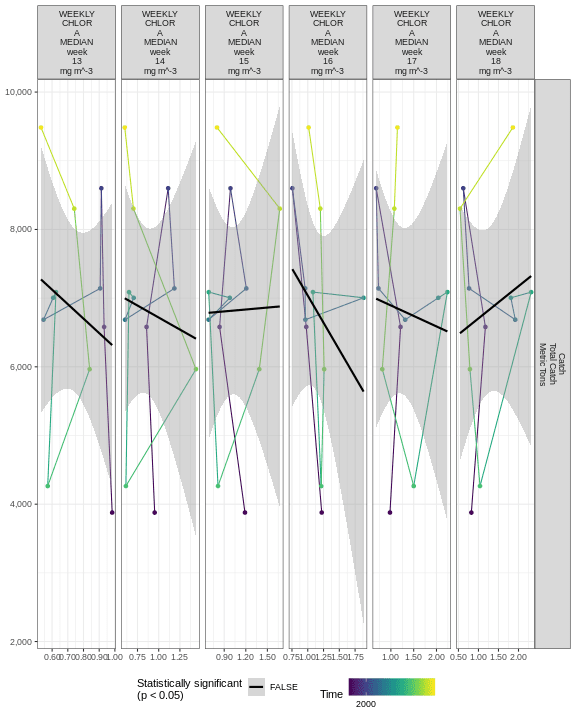 WEEKLY CHLOR A MEDIAN week 13 mg m^-3
WEEKLY CHLOR A MEDIAN week 14 mg m^-3
WEEKLY CHLOR A MEDIAN week 15 mg m^-3
WEEKLY CHLOR A MEDIAN week 16 mg m^-3
WEEKLY CHLOR A MEDIAN week 17 mg m^-3
WEEKLY CHLOR A MEDIAN week 18 mg m^-3
10,000
8,000
6,000
4,000
2,000
Catch
Total Catch
Metric Tons
0.60 0.70 0.80 0.90 1.00
0.75 1.00 1.25
0.90 1.20 1.50
0.75 1.00 1.25 1.50 1.75
1.00 1.50 2.00
0.50 1.00 1.50 2.00
Statistically significant
(p < 0.05)
FALSE
Time
2000